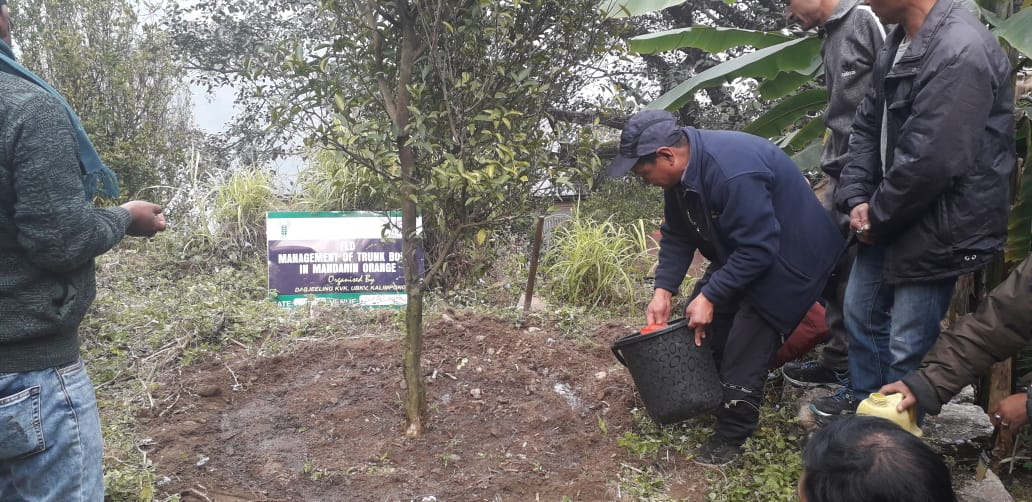 FLD
MANAGEMENT OF TRUNK BO
IN MANDARIN ORANGE
Organised By
DARJEELING KVK, UBKV, KALIMPONG